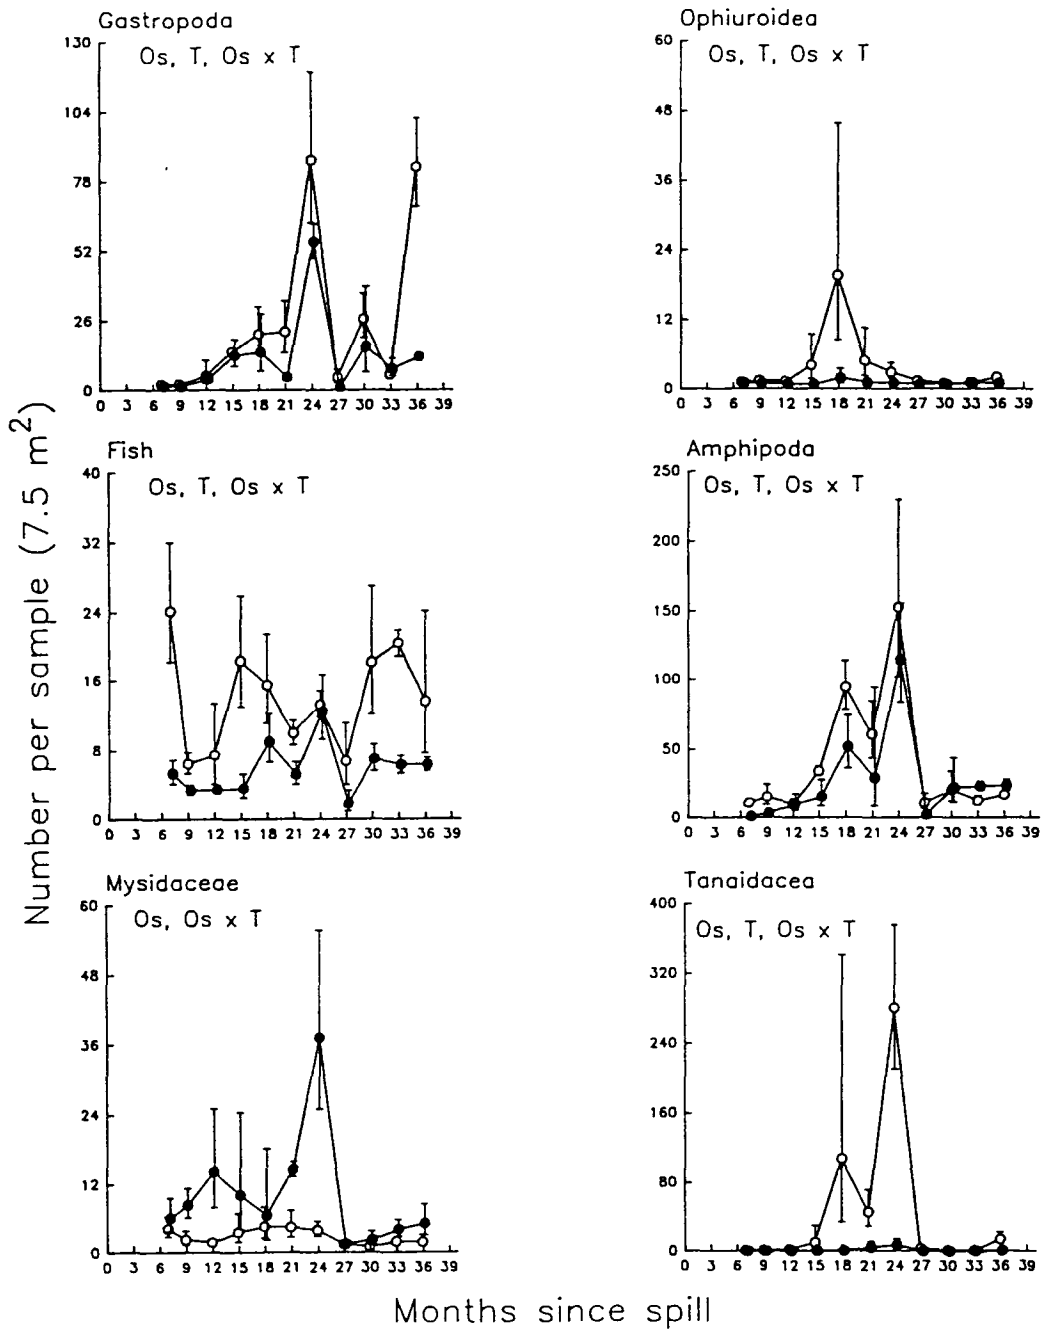 Number per sample (7.5 m²)
Gastropoda
Os, T, Os x T
130
104
78
52
26
0
0 3 6 9 12 15 18 21 24 27 30 33 36 39
Ophiuroidea
Os, T, Os x T
60
48
36
24
12
0
0 3 6 9 12 15 18 21 24 27 30 33 36 39
Fish
Os, T, Os x T
40
32
24
16
8
0
0 3 6 9 12 15 18 21 24 27 30 33 36 39
Amphipoda
Os, T, Os x T
250
200
150
100
50
0
0 3 6 9 12 15 18 21 24 27 30 33 36 39
Mysidaceae
Os, Os x T
60
48
36
24
12
0
0 3 6 9 12 15 18 21 24 27 30 33 36 39
Tanaidacea
Os, T, Os x T
400
320
240
160
80
0
0 3 6 9 12 15 18 21 24 27 30 33 36 39
Months since spill